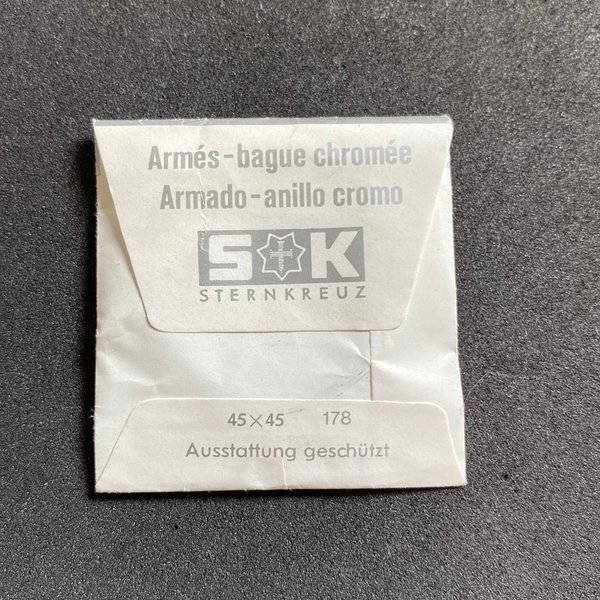 Armés-bague chromée
Armado-anillo cromo
S K
STERNKREUZ
45×45 178
Ausstattung geschützt